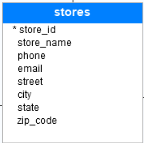 stores
* store_id
store_name
phone
email
street
city
state
zip_code